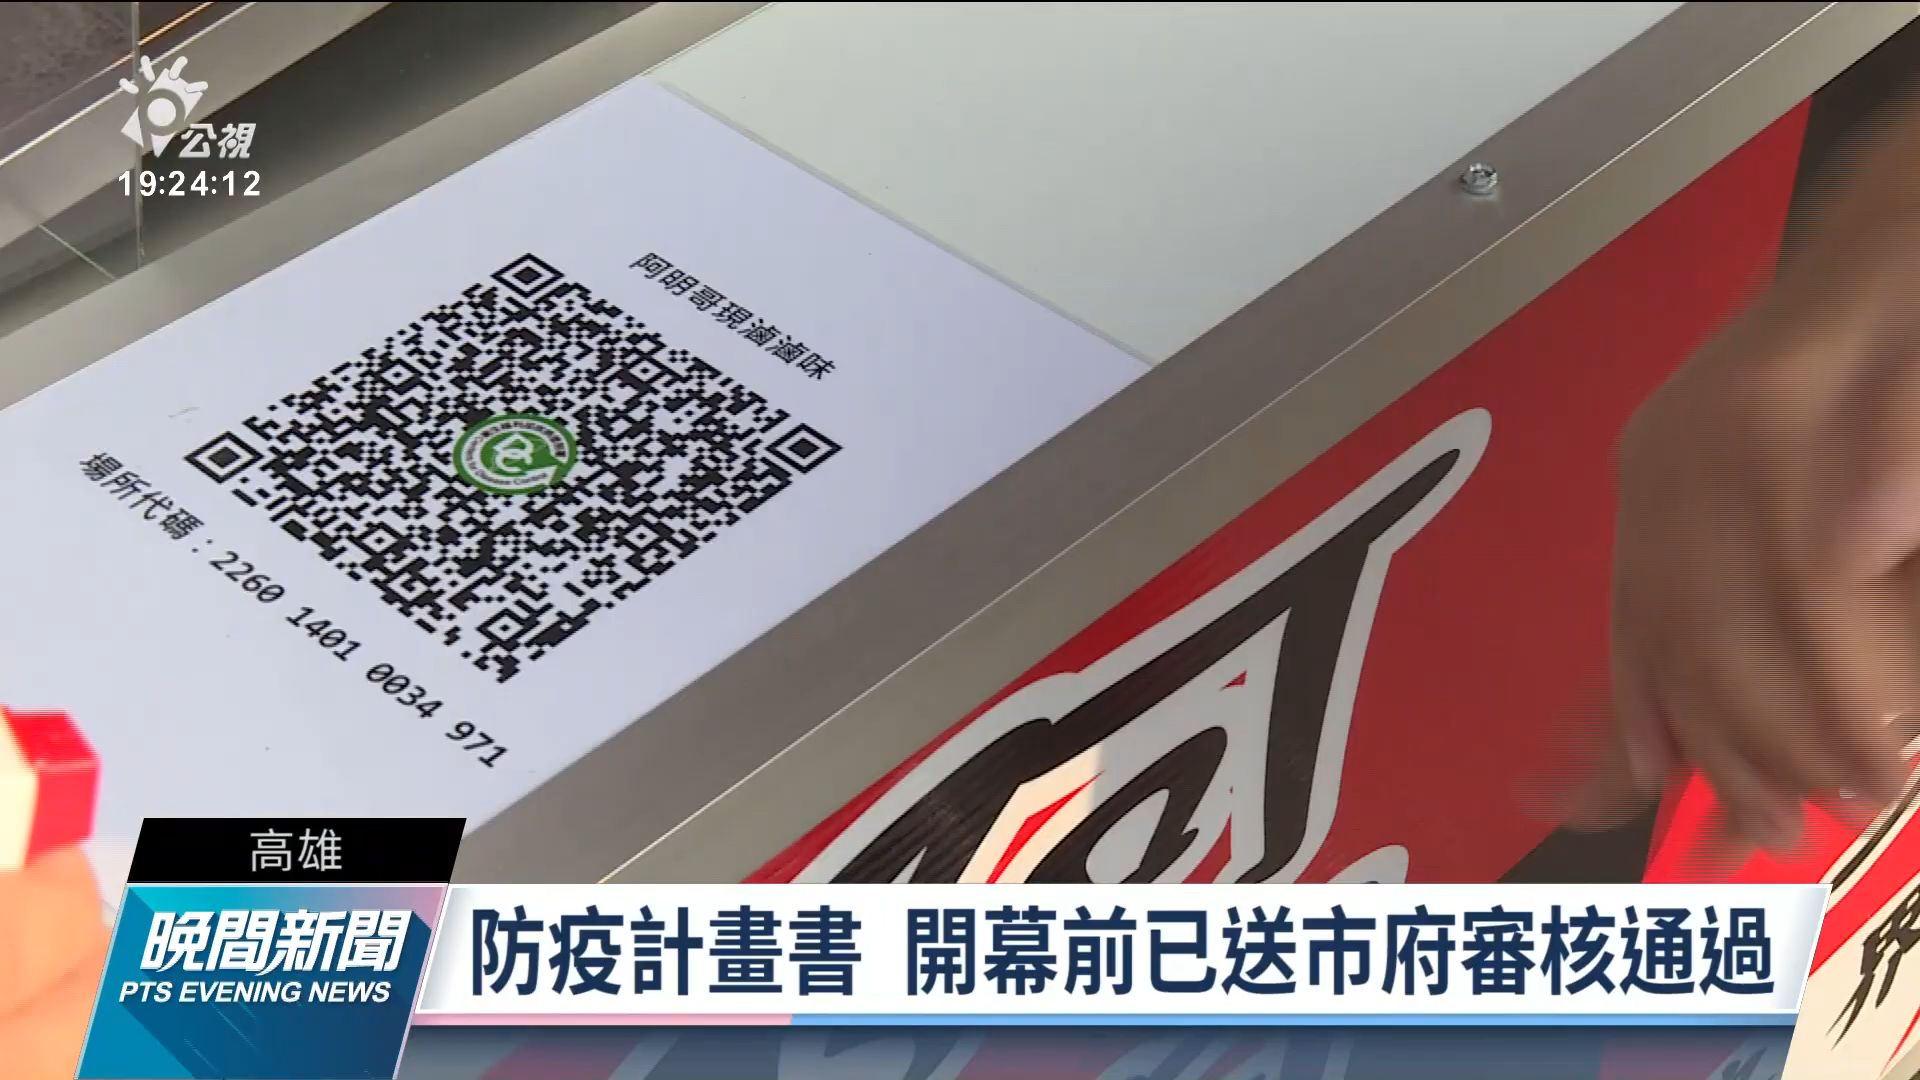 公視
19:24:12
阿明哥現滷滷味
場所代碼：2260 1401 0034 971
高雄
晚間新聞
PTS EVENING NEWS
防疫計畫書 開幕前已送市府審核通過